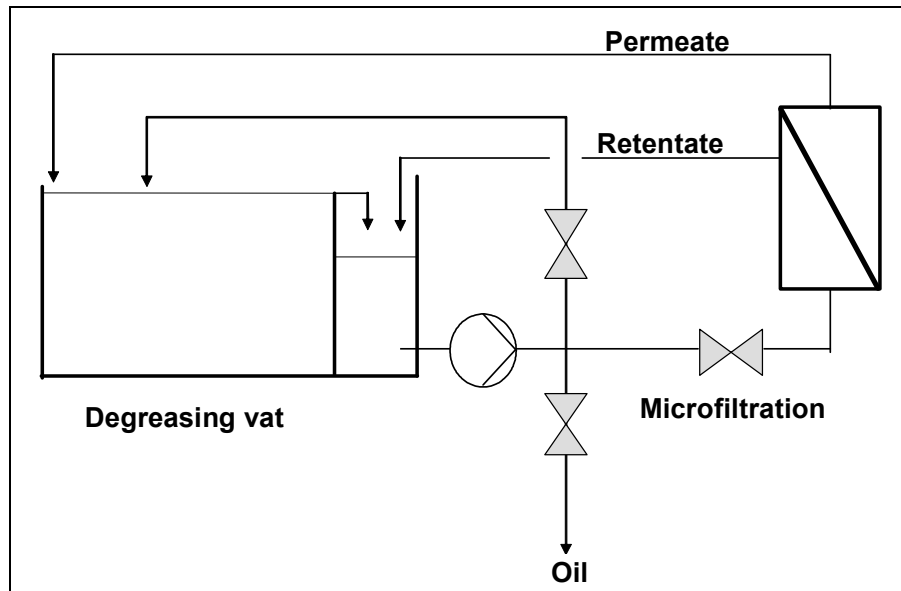 Permeate
Retentate
Degreasing vat
Microfiltration
Oil